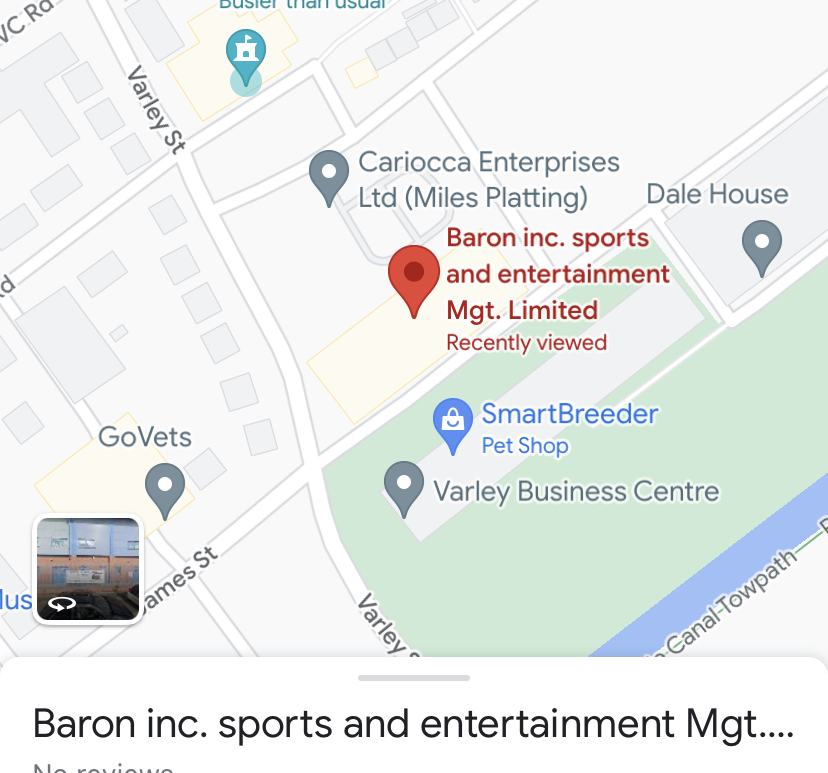 Busier than usual
VC Rd
Varley St
Cariocca Enterprises
Ltd (Miles Platting)
Dale House
Baron inc. sports
and entertainment
Mgt. Limited
Recently viewed
SmartBreeder
Pet Shop
GoVets
Varley Business Centre
ames St
Varley S
Canal Towpath
Baron inc. sports and entertainment Mgt....
No reviews